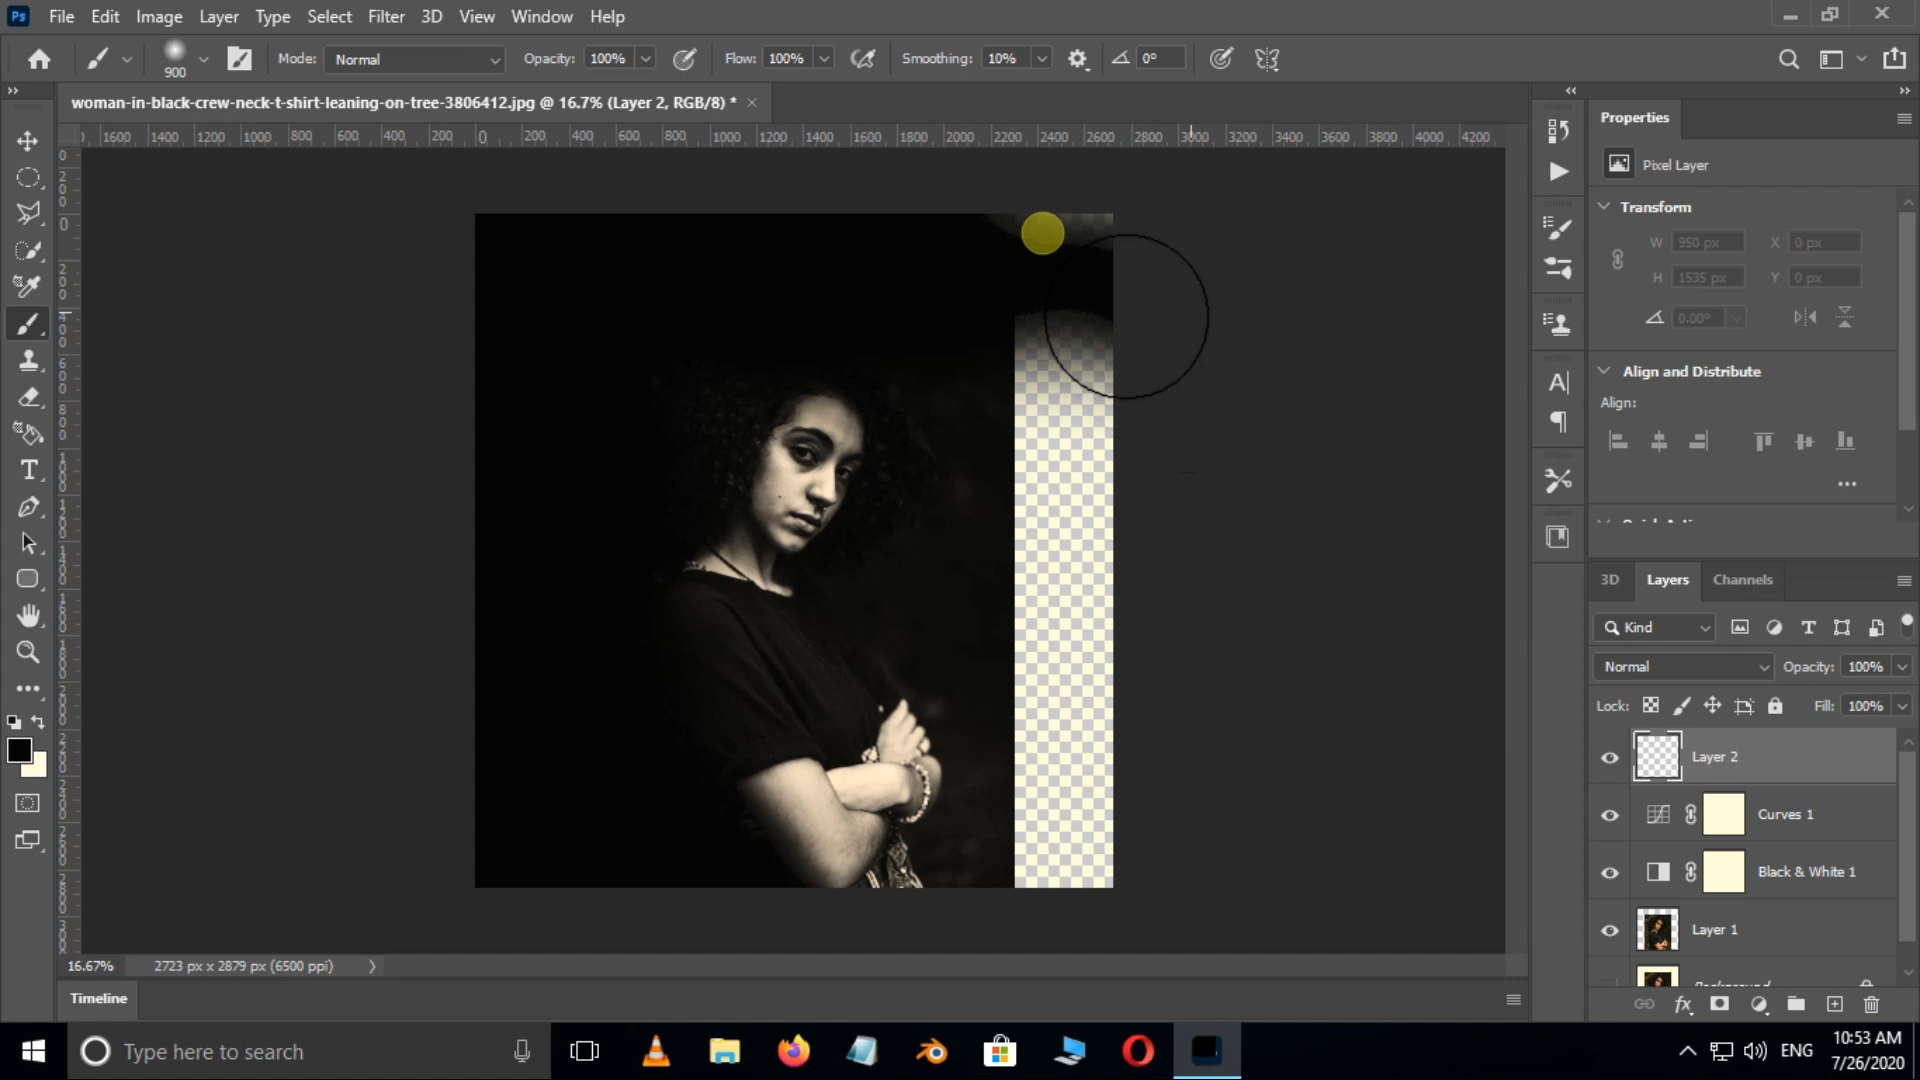 Ps File Edit Image Layer Type Select Filter 3D View Window Help
900 Mode: Normal Opacity: 100% Flow: 100% Smoothing: 10% 0°
woman-in-black-crew-neck-t-shirt-leaning-on-tree-3806412.jpg @ 16.7% (Layer 2, RGB/8) *
1600 1400 1200 1000 800 600 400 200 0 200 400 600 800 1000 1200 1400 1600 1800 2000 2200 2400 2600 2800 3000 3200 3400 3600 3800 4000 4200
Properties
Pixel Layer
Transform
W 950 px X 0 px
H 1535 px Y 0 px
0.00°
Align and Distribute
Align:
3D Layers Channels
Kind
Normal Opacity: 100%
Lock: Fill: 100%
Layer 2
Curves 1
Black & White 1
Layer 1
Background
16.67% 2723 px x 2879 px (6500 ppi)
Timeline
Type here to search
ENG
10:53 AM
7/26/2020